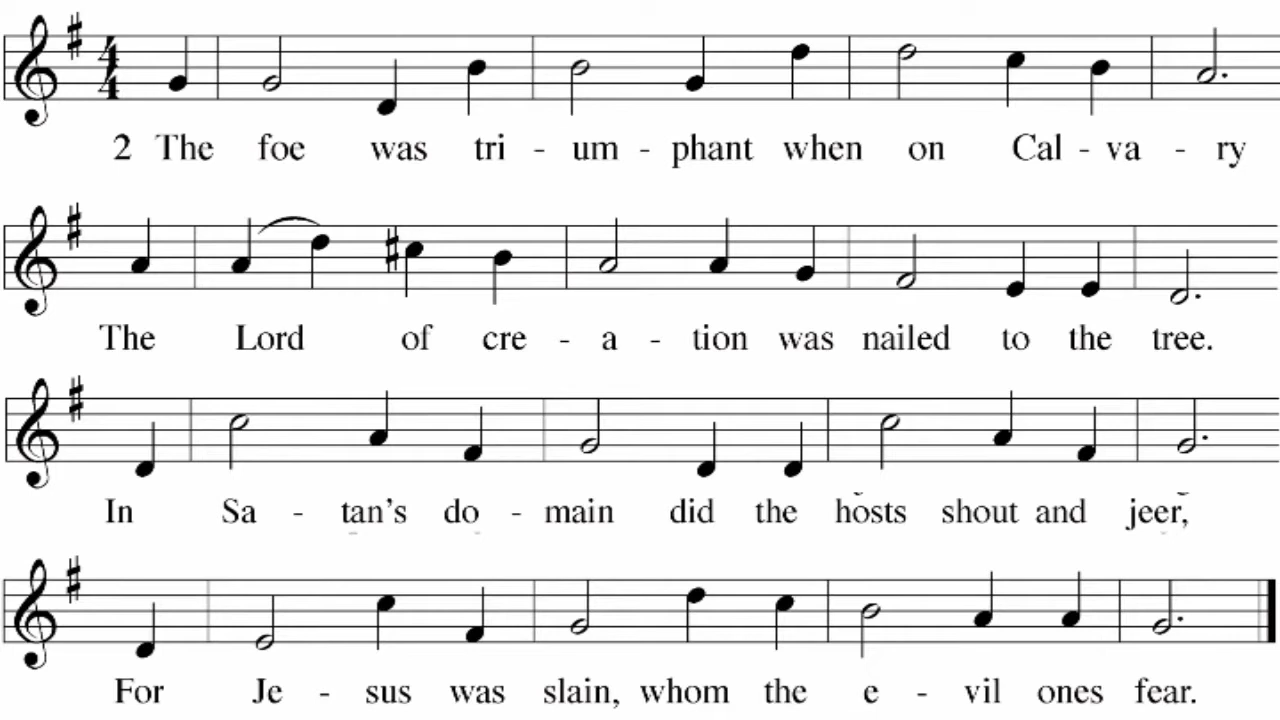 2 The foe was tri - um - phant when on Cal - va - ry
The Lord of cre - a - tion was nailed to the tree.
In Sa - tan's do - main did the hosts shout and jeer,
For Je - sus was slain, whom the e - vil ones fear.